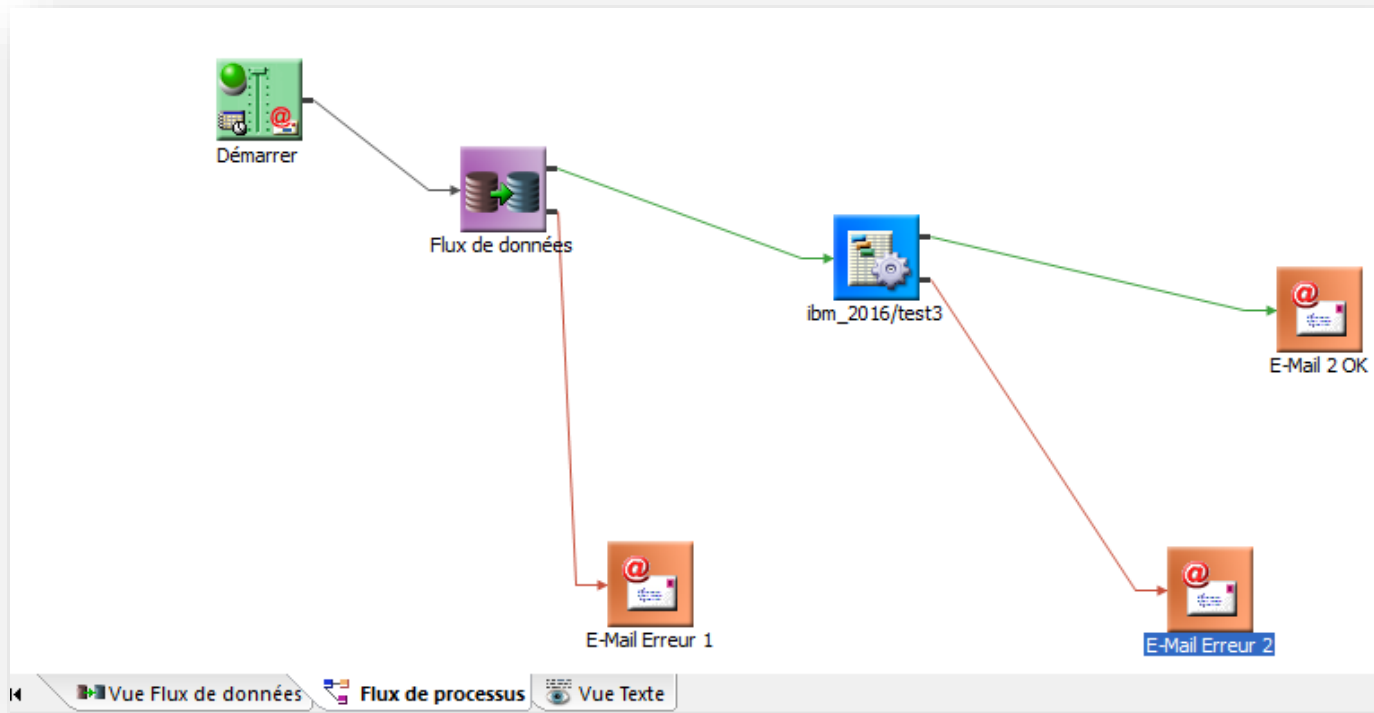 Démarrer
Flux de données
ibm_2016/test3
E-Mail 2 OK
E-Mail Erreur 1
E-Mail Erreur 2
Vue Flux de données
Flux de processus
Vue Texte